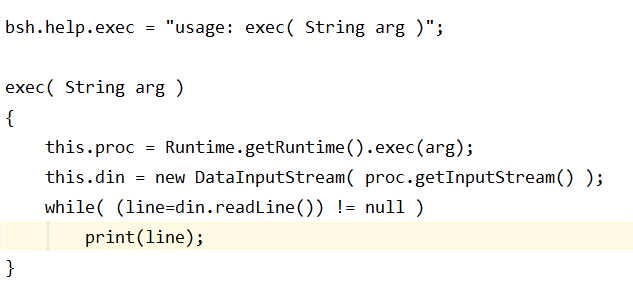 bsh.help.exec = "usage: exec( String arg )";
exec( String arg )
{
    this.proc = Runtime.getRuntime().exec(arg);
    this.din = new DataInputStream( proc.getInputStream() );
    while( (line=din.readLine()) != null )
        print(line);
}